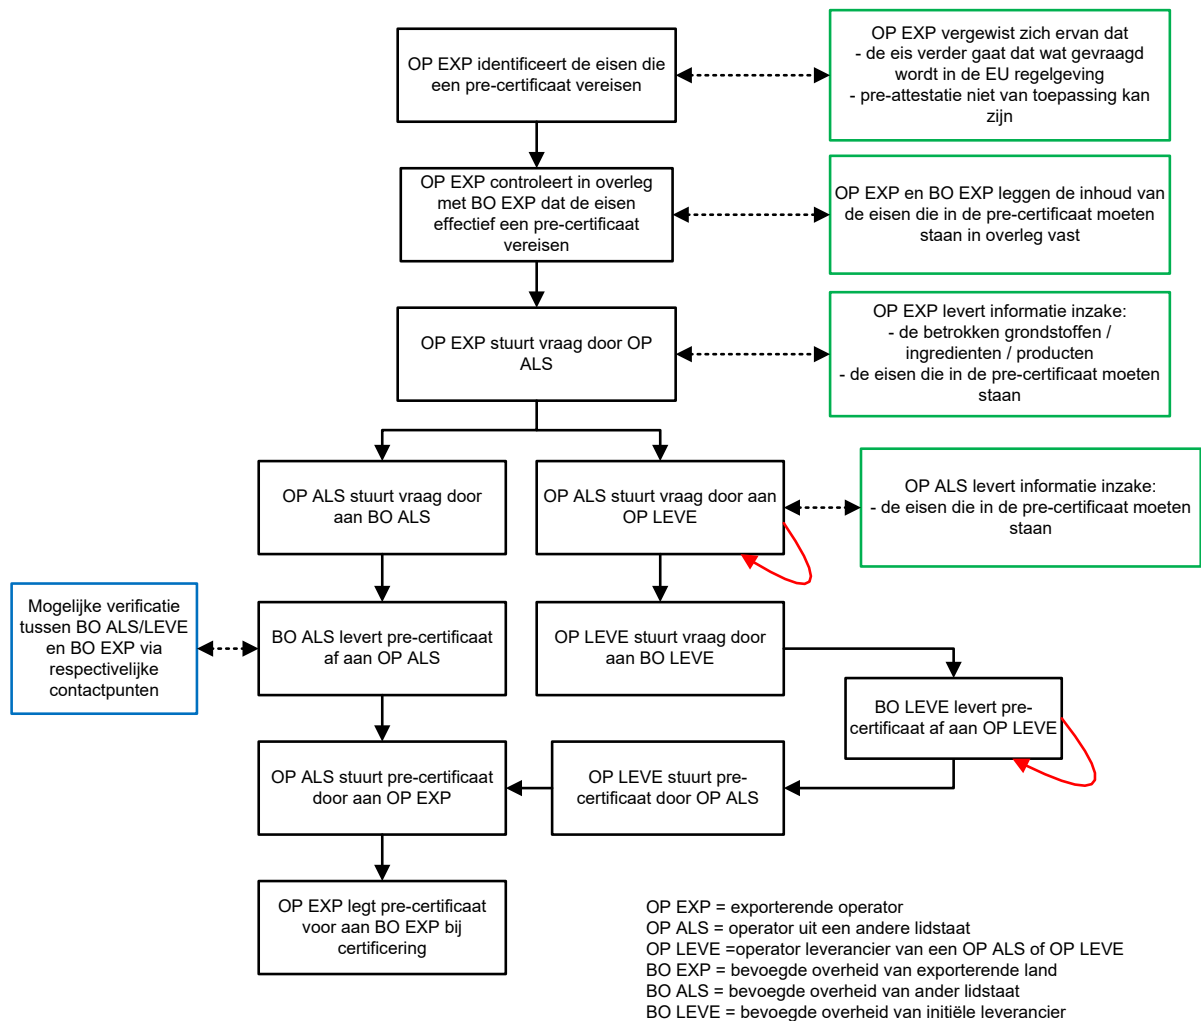 OP EXP identificeert de eisen die
een pre-certificaat vereisen
OP EXP vergewist zich ervan dat
- de eis verder gaat dat wat gevraagd
wordt in de EU regelgeving
- pre-attestatie niet van toepassing kan
zijn
OP EXP controleert in overleg
met BO EXP dat de eisen
effectief een pre-certificaat
vereisen
OP EXP en BO EXP leggen de inhoud van
de eisen die in de pre-certificaat moeten
staan in overleg vast
OP EXP stuurt vraag door OP
ALS
OP EXP levert informatie inzake:
- de betrokken grondstoffen /
ingredienten / producten
- de eisen die in de pre-certificaat moeten
staan
OP ALS stuurt vraag door
aan BO ALS
OP ALS stuurt vraag door aan
OP LEVE
OP ALS levert informatie inzake:
- de eisen die in de pre-certificaat moeten
staan
Mogelijke verificatie
tussen BO ALS/LEVE
en BO EXP via
respectivelijke
contactpunten
BO ALS levert pre-certificaat
af aan OP ALS
OP LEVE stuurt vraag door
aan BO LEVE
BO LEVE levert pre-
certificaat af aan OP LEVE
OP ALS stuurt pre-certificaat
door aan OP EXP
OP LEVE stuurt pre-
certificaat door OP ALS
OP EXP legt pre-certificaat
voor aan BO EXP bij
certificering
OP EXP = exporterende operator
OP ALS = operator uit een andere lidstaat
OP LEVE =operator leverancier van een OP ALS of OP LEVE
BO EXP = bevoegde overheid van exporterende land
BO ALS = bevoegde overheid van ander lidstaat
BO LEVE = bevoegde overheid van initiële leverancier